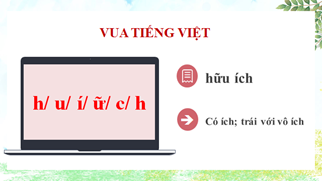 VUA TIẾNG VIỆT
h/ u/ í/ ữ/ c/ h
hữu ích
Có ích; trái với vô ích